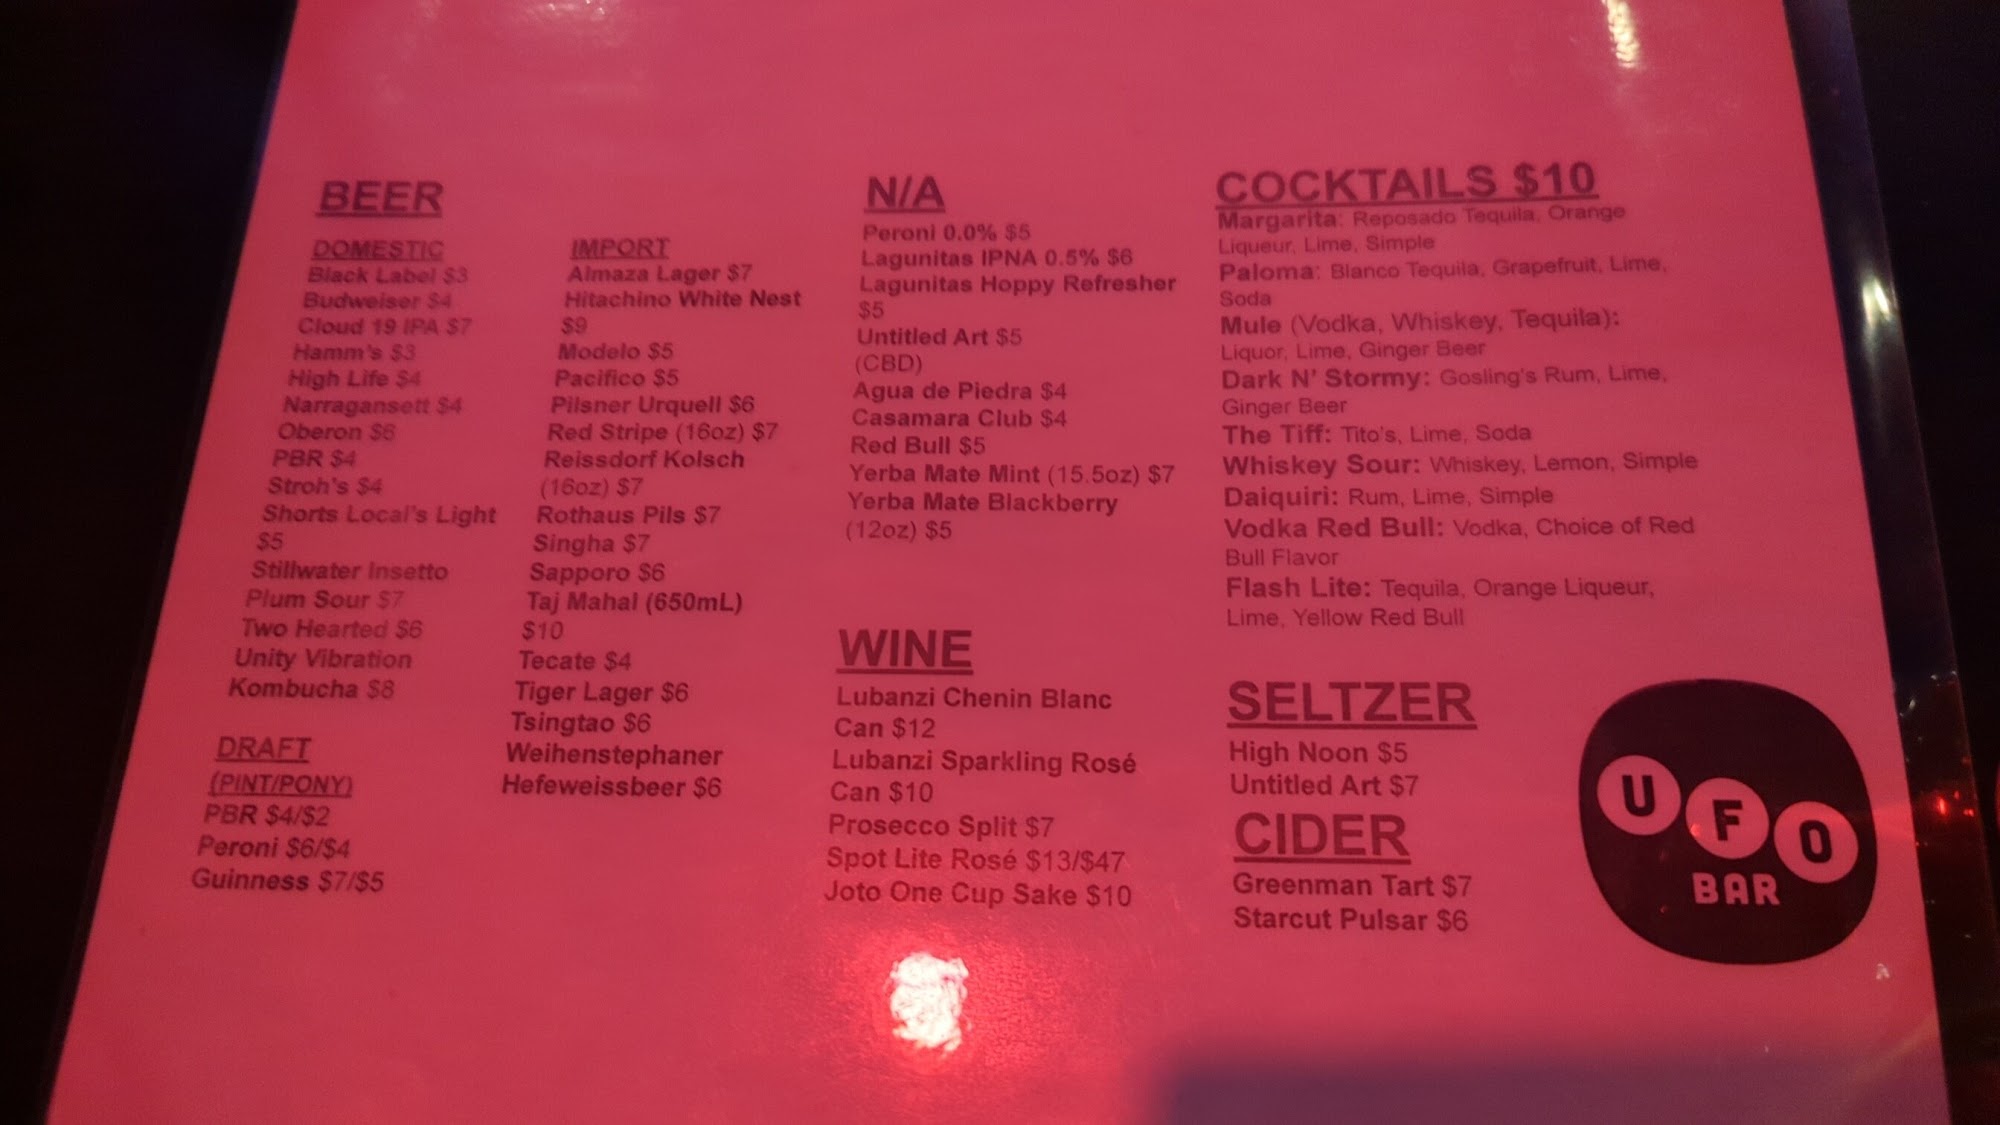 BEER
DOMESTIC
Black Label $3
Budweiser $4
Cloud 19 IPA $7
Hamm's $3
High Life $4
Narragansett $4
Oberon $6
PBR $4
Stroh's $4
Shorts Local's Light
$5
Stillwater Insetto
Plum Sour $7
Two Hearted $6
Unity Vibration
Kombucha $8
DRAFT
(PINT/PONY)
PBR $4/$2
Peroni $6/$4
Guinness $7/$5
IMPORT
Almaza Lager $7
Hitachino White Nest
$9
Modelo $5
Pacifico $5
Pilsner Urquell $6
Red Stripe (16oz) $7
Reissdorf Kolsch
(16oz) $7
Rothaus Pils $7
Singha $7
Sapporo $6
Taj Mahal (650mL)
$10
Tecate $4
Tiger Lager $6
Tsingtao $6
Weihenstephaner
Hefeweissbeer $6
N/A
Peroni 0.0% $5
Lagunitas IPNA 0.5% $6
Lagunitas Hoppy Refresher
$5
Untitled Art $5
(CBD)
Agua de Piedra $4
Casamara Club $4
Red Bull $5
Yerba Mate Mint (15.5oz) $7
Yerba Mate Blackberry
(12oz) $5
WINE
Lubanzi Chenin Blanc
Can $12
Lubanzi Sparkling Rosé
Can $10
Prosecco Split $7
Spot Lite Rosé $13/$47
Joto One Cup Sake $10
COCKTAILS $10
Margarita: Reposado Tequila, Orange
Liqueur, Lime, Simple
Paloma: Blanco Tequila, Grapefruit, Lime,
Soda
Mule (Vodka, Whiskey, Tequila):
Liquor, Lime, Ginger Beer
Dark N' Stormy: Gosling's Rum, Lime,
Ginger Beer
The Tiff: Tito's, Lime, Soda
Whiskey Sour: Whiskey, Lemon, Simple
Daiquiri: Rum, Lime, Simple
Vodka Red Bull: Vodka, Choice of Red
Bull Flavor
Flash Lite: Tequila, Orange Liqueur,
Lime, Yellow Red Bull
SELTZER
High Noon $5
Untitled Art $7
CIDER
Greenman Tart $7
Starcut Pulsar $6
UFO
BAR